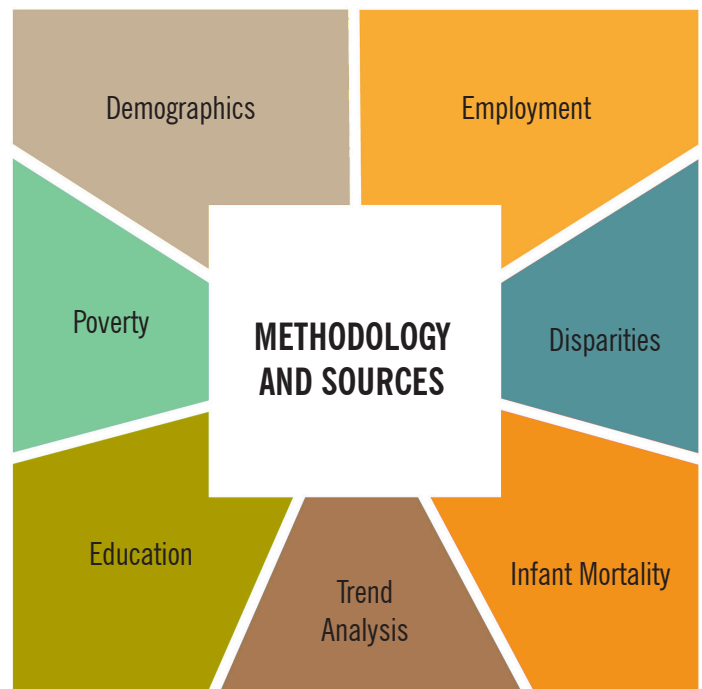 Demographics
Employment
Poverty
METHODOLOGY
AND SOURCES
Disparities
Education
Infant Mortality
Trend
Analysis